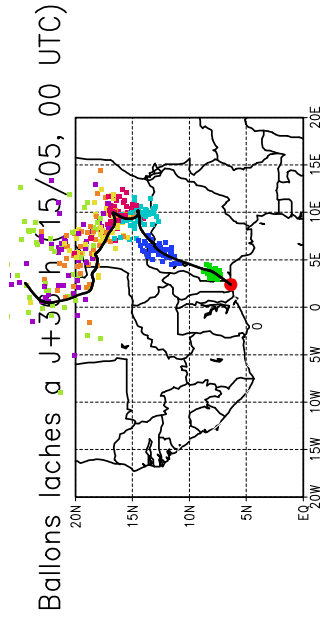 Ballons laches a J+3 h (15/05, 00 UTC)
20N
15N
10N
5N
EQ
20W
15W
10W
5W
0
5E
10E
15E
20E
0